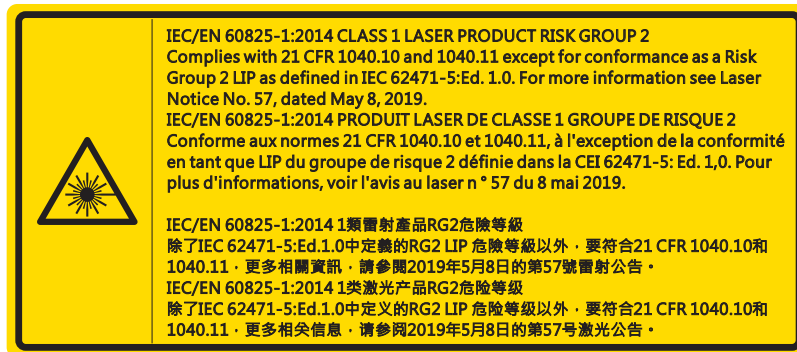 IEC/EN 60825-1:2014 CLASS 1 LASER PRODUCT RISK GROUP 2
Complies with 21 CFR 1040.10 and 1040.11 except for conformance as a Risk
Group 2 LIP as defined in IEC 62471-5:Ed. 1.0. For more information see Laser
Notice No. 57, dated May 8, 2019.
IEC/EN 60825-1:2014 PRODUIT LASER DE CLASSE 1 GROUPE DE RISQUE 2
Conforme aux normes 21 CFR 1040.10 et 1040.11, à l'exception de la conformité
en tant que LIP du groupe de risque 2 définie dans la CEI 62471-5: Ed. 1,0. Pour
plus d'informations, voir l'avis au laser n ° 57 du 8 mai 2019.
IEC/EN 60825-1:2014 1類雷射產品RG2危險等級
除了IEC 62471-5:Ed.1.0中定義的RG2 LIP 危險等級以外，要符合21 CFR 1040.10和
1040.11，更多相關資訊，請參閱2019年5月8日的第57號雷射公告。
IEC/EN 60825-1:2014 1类激光产品RG2危险等级
除了IEC 62471-5:Ed.1.0中定义的RG2 LIP 危险等级以外，要符合21 CFR 1040.10和
1040.11，更多相关信息，请参阅2019年5月8日的第57号激光公告。